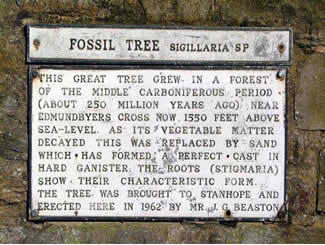 FOSSIL TREE SIGILLARIA SP
THIS GREAT TREE GREW IN A FOREST
OF THE MIDDLE CARBONIFEROUS PERIOD
(ABOUT 250 MILLION YEARS AGO) NEAR
EDMUNDBYERS CROSS NOW 1550 FEET ABOVE
SEA-LEVEL. AS ITS VEGETABLE MATTER
DECAYED THIS WAS REPLACED BY SAND
WHICH HAS FORMED A PERFECT CAST IN
HARD GANISTER. THE ROOTS (STIGMARIA)
SHOW THEIR CHARACTERISTIC FORM.
THE TREE WAS BROUGHT TO STANHOPE AND
ERECTED HERE IN 1962 BY MR. J. G. BEASTON